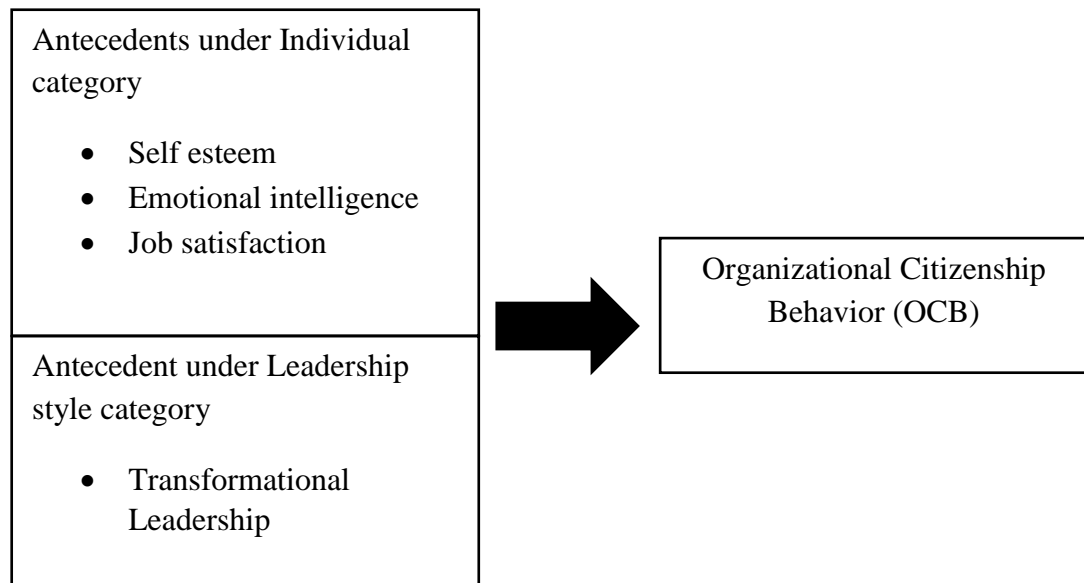 Antecedents under Individual
category
• Self esteem
• Emotional intelligence
• Job satisfaction
Antecedent under Leadership
style category
• Transformational
Leadership
Organizational Citizenship
Behavior (OCB)